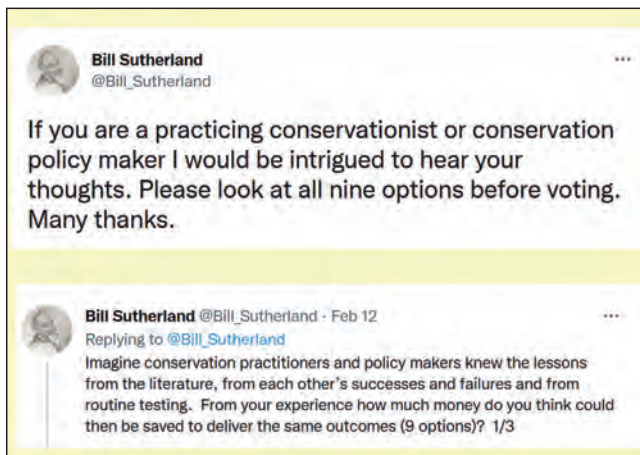 Bill Sutherland
@Bill_Sutherland
If you are a practicing conservationist or conservation
policy maker I would be intrigued to hear your
thoughts. Please look at all nine options before voting.
Many thanks.
Bill Sutherland @Bill_Sutherland · Feb 12
Replying to @Bill_Sutherland
Imagine conservation practitioners and policy makers knew the lessons
from the literature, from each other's successes and failures and from
routine testing.  From your experience how much money do you think could
then be saved to deliver the same outcomes (9 options)?  1/3